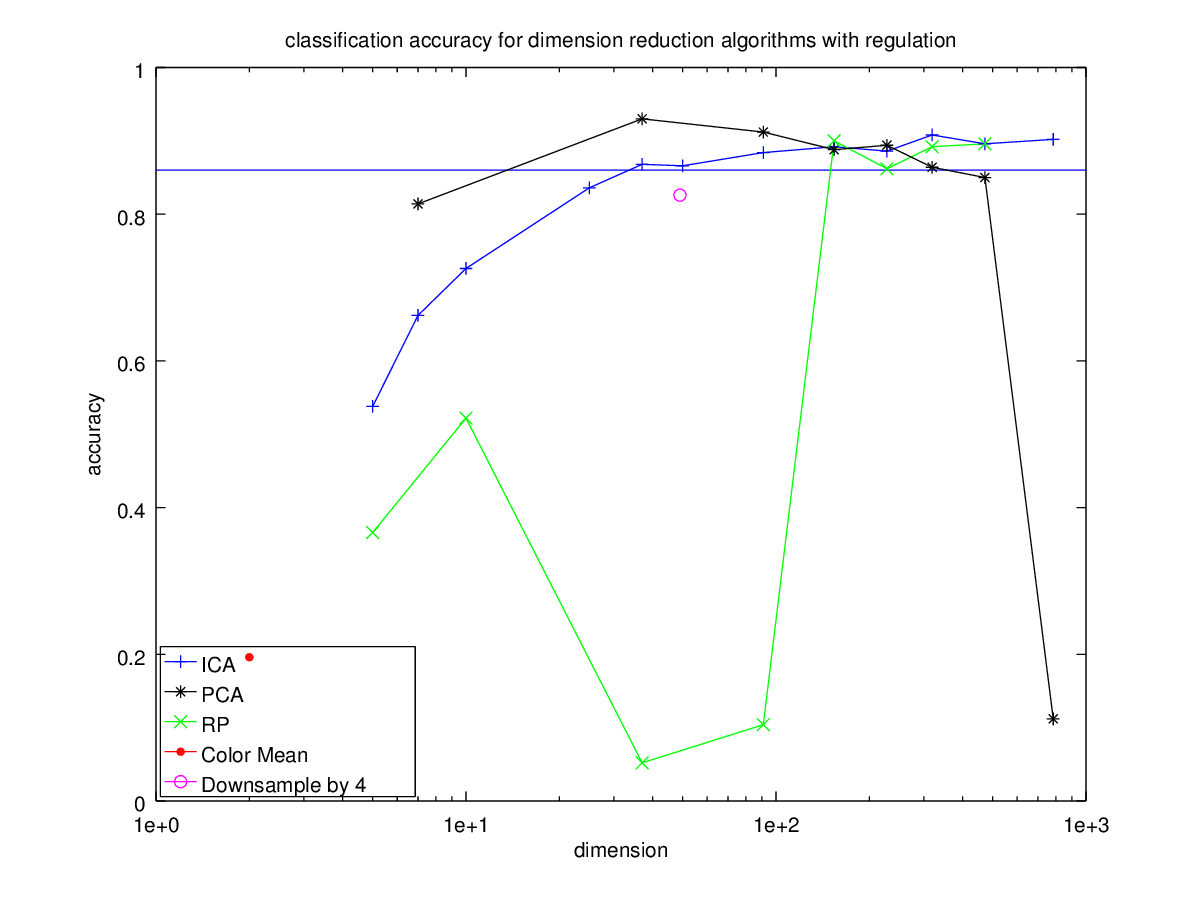 classification accuracy for dimension reduction algorithms with regulation
1
0.8
0.6
0.4
0.2
0
accuracy
ICA
PCA
RP
Color Mean
Downsample by 4
1e+0 1e+1 1e+2 1e+3
dimension